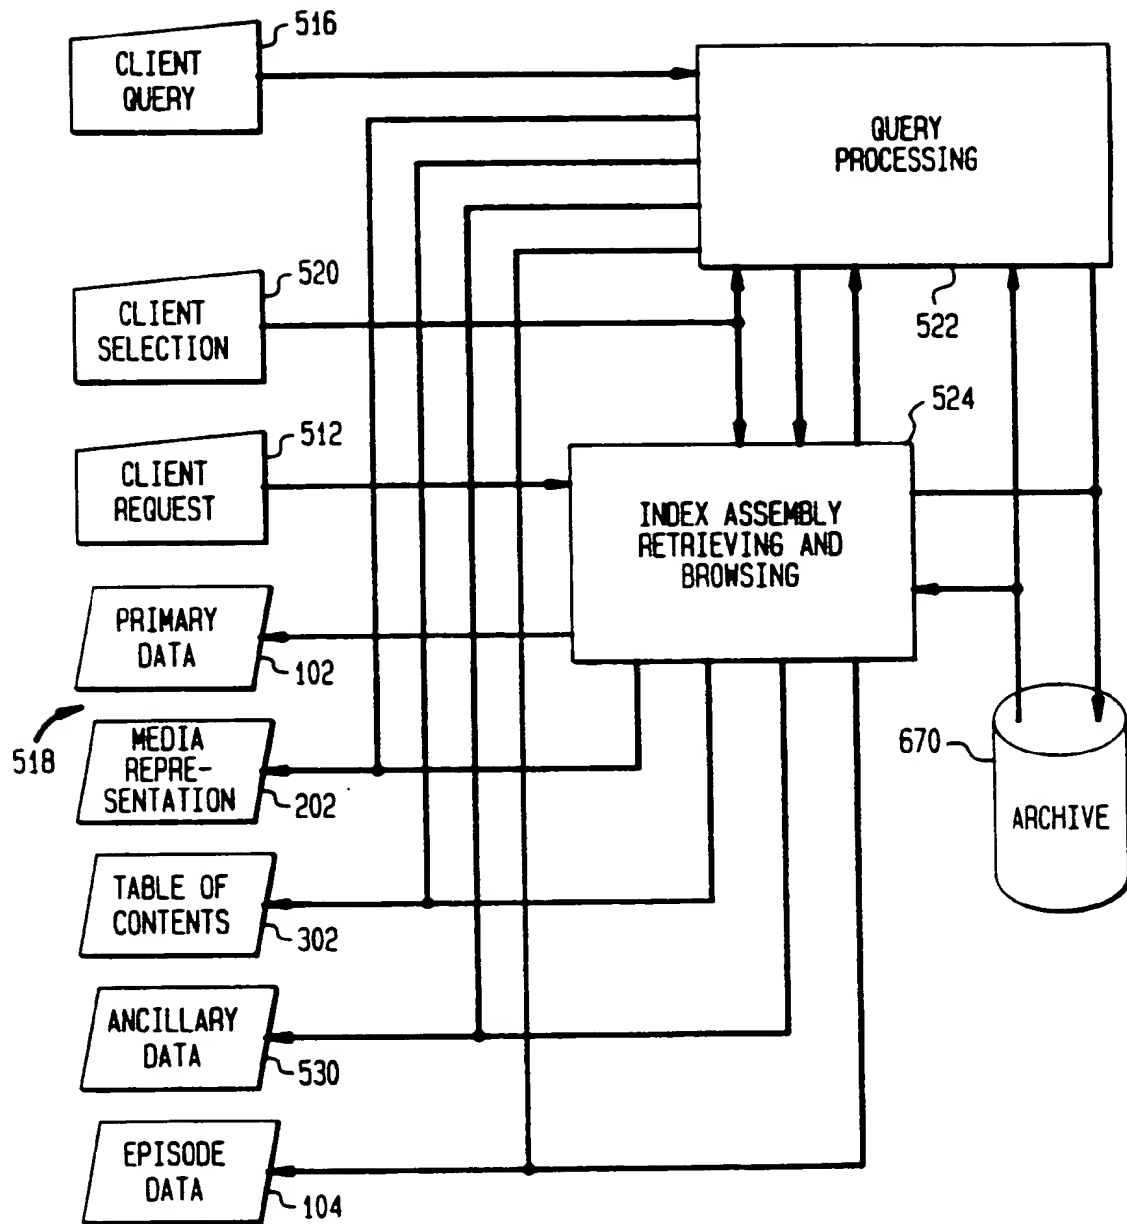 516
CLIENT
QUERY
QUERY
PROCESSING
522
520
CLIENT
SELECTION
524
512
CLIENT
REQUEST
INDEX ASSEMBLY
RETRIEVING AND
BROWSING
PRIMARY
DATA
102
518
MEDIA
REPRE-
SENTATION
202
670
ARCHIVE
TABLE OF
CONTENTS
302
ANCILLARY
DATA
530
EPISODE
DATA
104